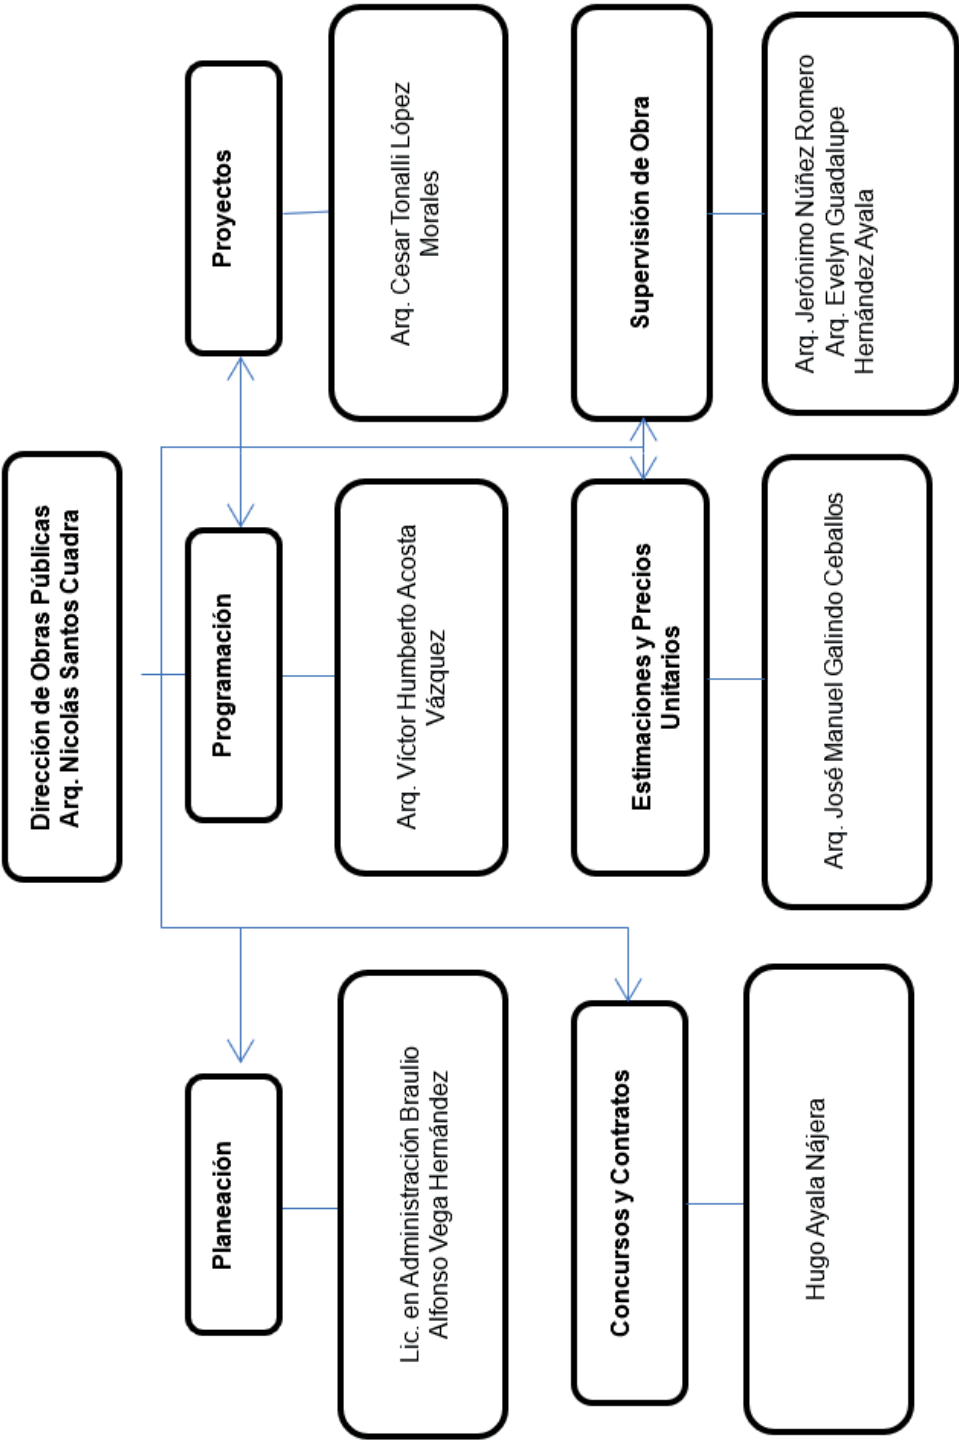 Dirección de Obras Públicas
Arq. Nicolás Santos Cuadra
Planeación
Programación
Proyectos
Lic. en Administración Braulio
Alfonso Vega Hernández
Arq. Víctor Humberto Acosta
Vázquez
Arq. Cesar Tonalli López
Morales
Concursos y Contratos
Estimaciones y Precios
Unitarios
Supervisión de Obra
Hugo Ayala Nájera
Arq. José Manuel Galindo Ceballos
Arq. Jerónimo Núñez Romero
Arq. Evelyn Guadalupe
Hernández Ayala